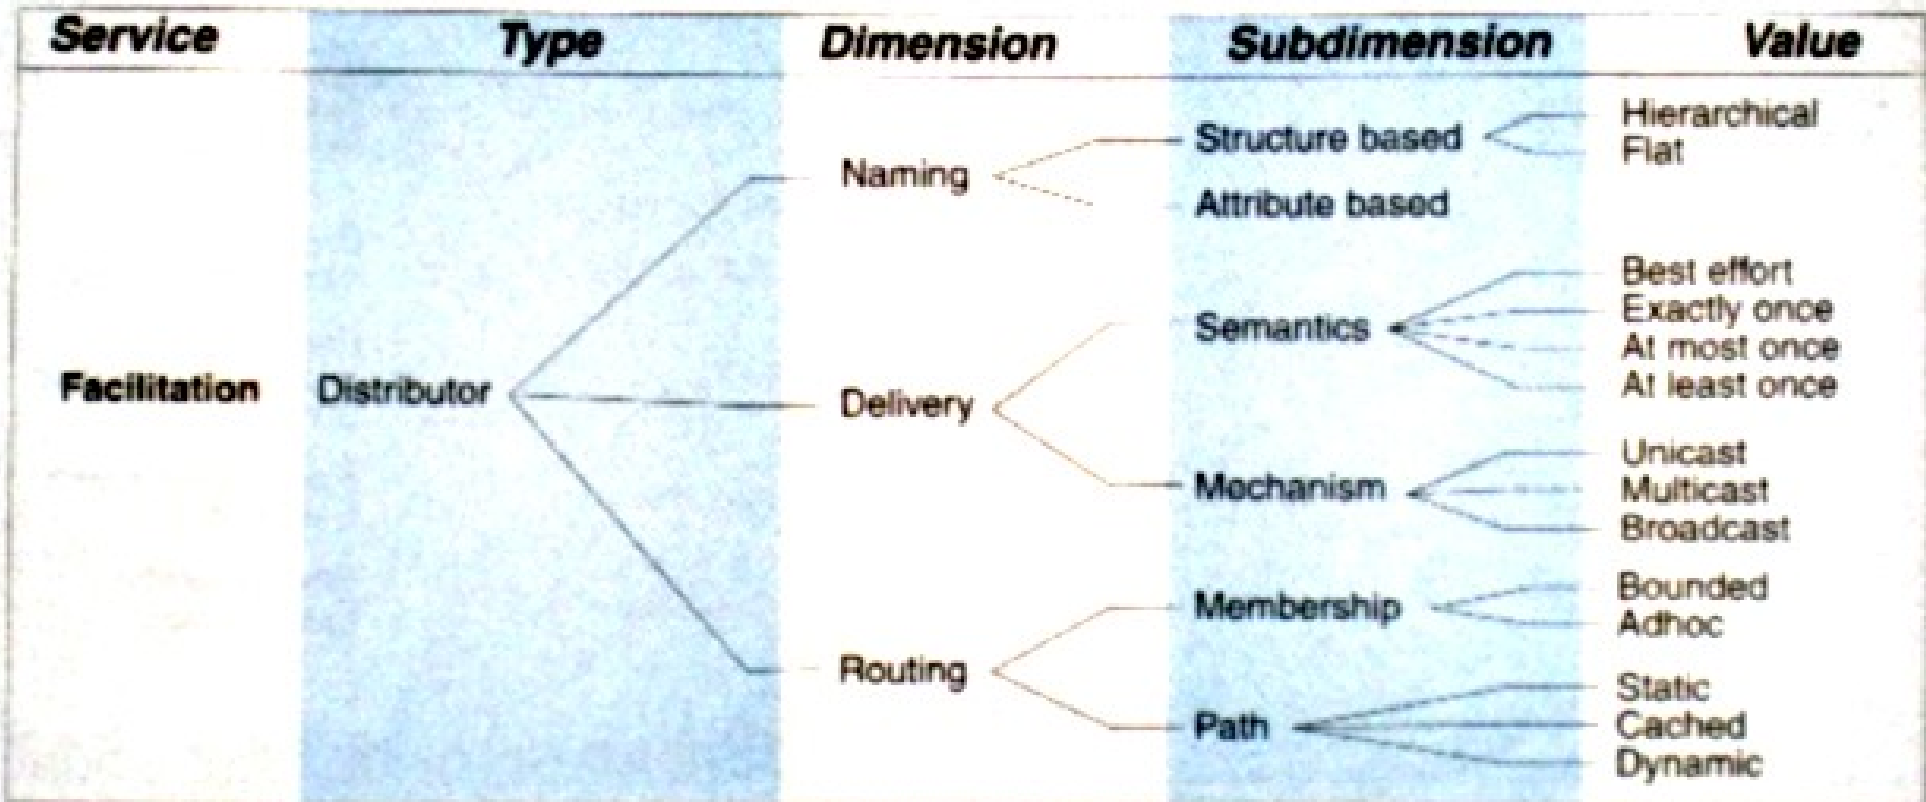 Service Type Dimension Subdimension Value
Hierarchical
Structure based
Flat
Naming
Attribute based
Best effort
Exactly once
Semantics
At most once
At least once
Facilitation Distributor Delivery
Unicast
Mechanism Multicast
Broadcast
Bounded
Membership
Adhoc
Routing
Static
Path Cached
Dynamic